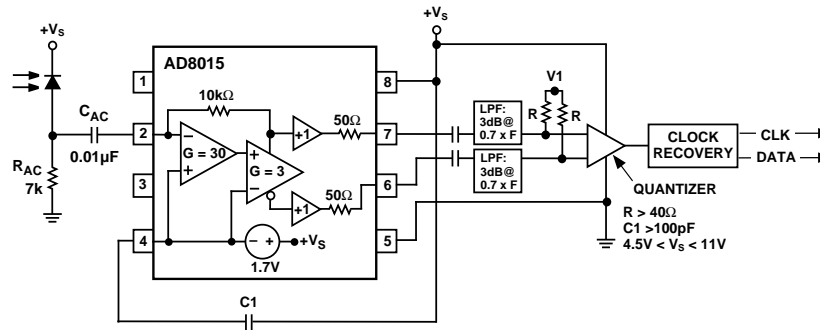 +VS
AD8015
+VS
1
8
V1
10kΩ
50Ω
LPF:
3dB@
0.7 x F
R
R
CAC
2
+1
7
0.01µF
G = 30
G = 3
CLOCK
RECOVERY
CLK
DATA
RAC
7k
3
50Ω
+1
6
LPF:
3dB@
0.7 x F
QUANTIZER
R > 40Ω
C1 >100pF
4.5V < VS < 11V
4
5
+VS
1.7V
C1